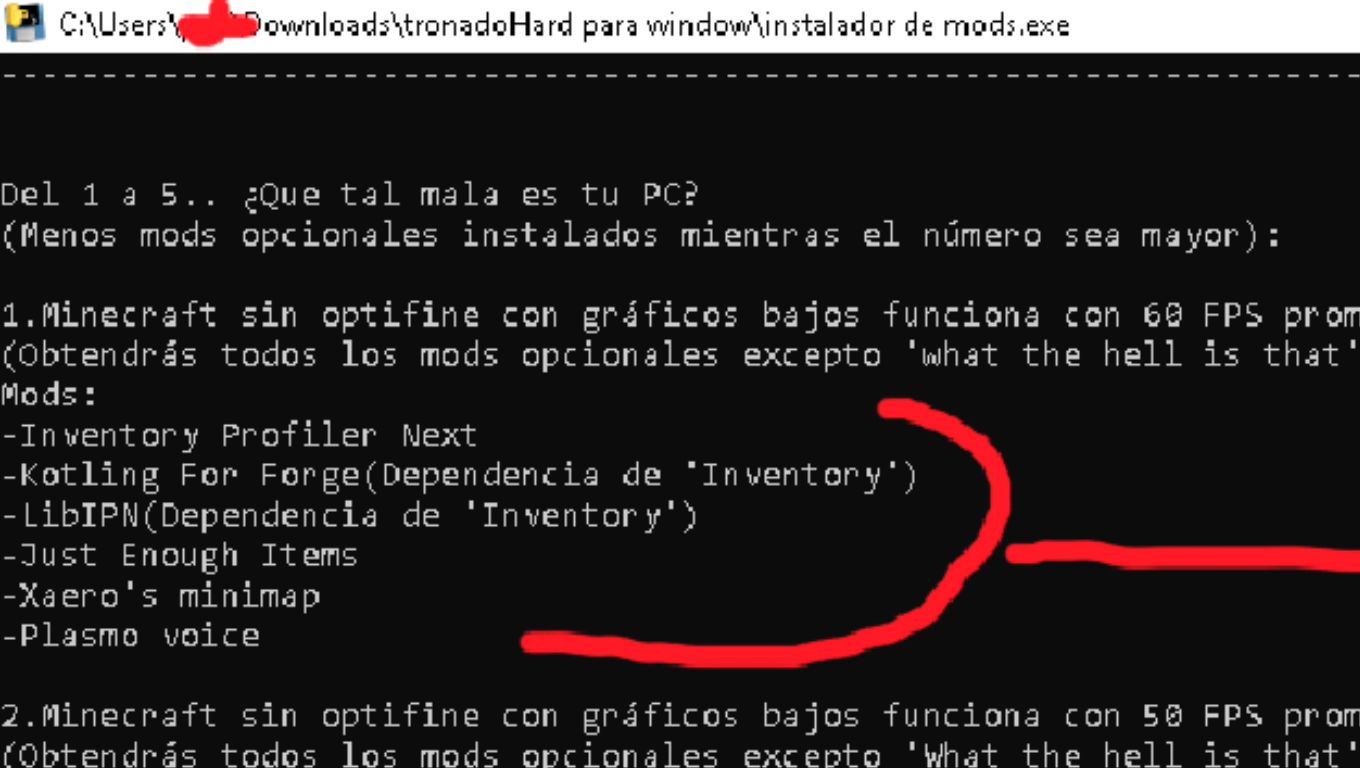 C:\Users\ Downloads\tronadoHard para window\instalador de mods.exe
--------------------------------------------------------------------
Del 1 a 5.. ¿Que tal mala es tu PC?
(Menos mods opcionales instalados mientras el número sea mayor):
1.Minecraft sin optifine con gráficos bajos funciona con 60 FPS prom
(Obtendrás todos los mods opcionales excepto 'what the hell is that'
Mods:
-Inventory Profiler Next
-Kotling For Forge(Dependencia de 'Inventory')
-LibIPN(Dependencia de 'Inventory')
-Just Enough Items
-Xaero's minimap
-Plasmo voice
2.Minecraft sin optifine con gráficos bajos funciona con 50 FPS prom
(Obtendrás todos los mods opcionales excepto 'What the hell is that'